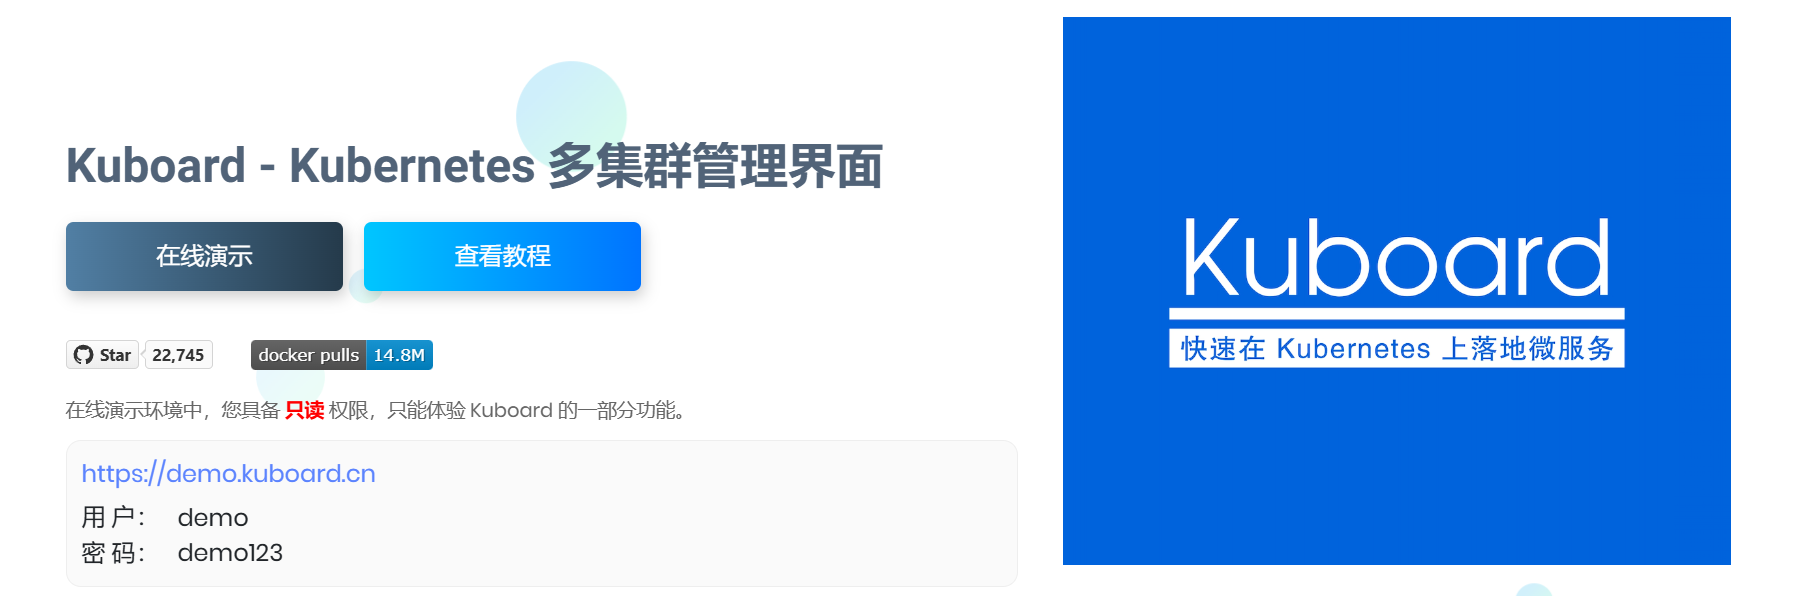 Kuboard - Kubernetes 多集群管理界面
在线演示
查看教程
Star
22,745
docker pulls 14.8M
在线演示环境中，您具备 只读 权限，只能体验 Kuboard 的一部分功能。
https://demo.kuboard.cn
用 户： demo
密 码： demo123
Kuboard
快速在 Kubernetes 上落地微服务